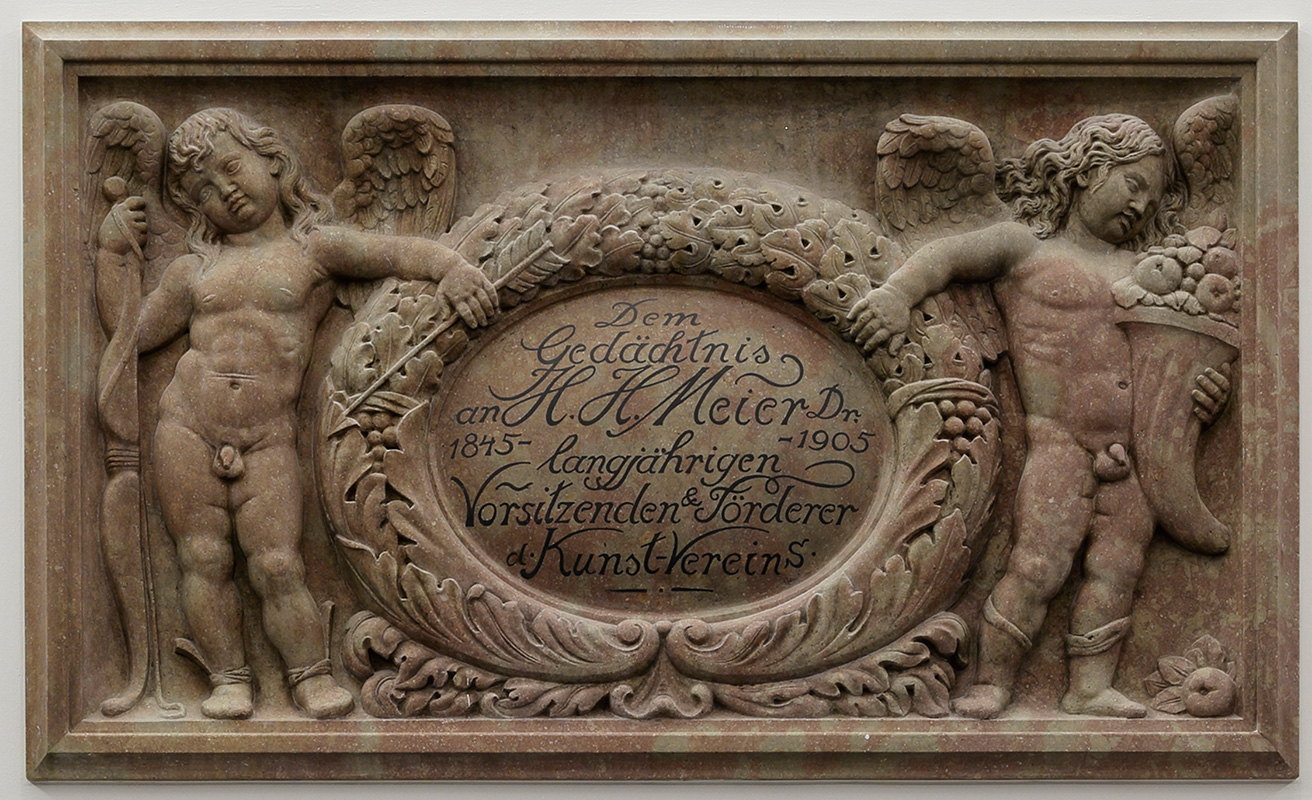 Dem
Gedächtnis
an H. H. Meier Dr.
1845- -1905
langjährigen
Vorsitzenden & Förderer
d. Kunst-Vereins.